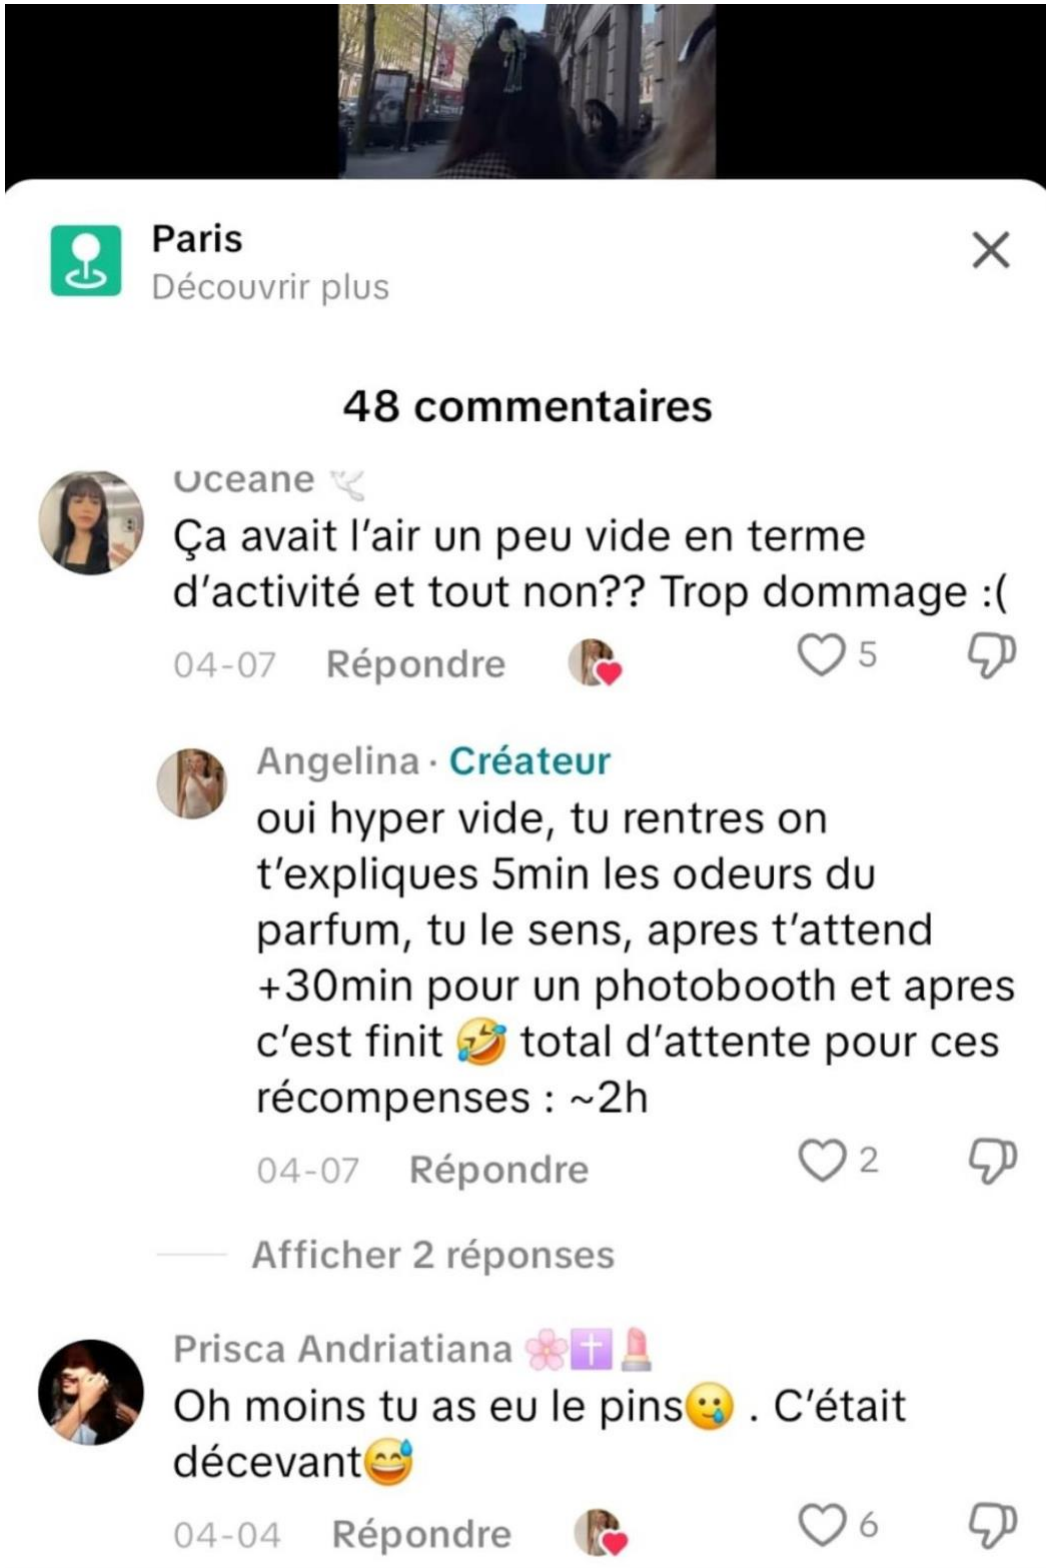 Paris
Découvrir plus
48 commentaires
Oceane 🕊️
Ça avait l’air un peu vide en terme
d’activité et tout non?? Trop dommage :(
04-07 Répondre 5
Angelina · Créateur
oui hyper vide, tu rentres on
t’expliques 5min les odeurs du
parfum, tu le sens, apres t’attend
+30min pour un photobooth et apres
c’est finit 🤣 total d’attente pour ces
récompenses : ~2h
04-07 Répondre 2
Afficher 2 réponses
Prisca Andriatiana 🌸✝️💄
Oh moins tu as eu le pins🥲 . C’était
décevant😅
04-04 Répondre 6